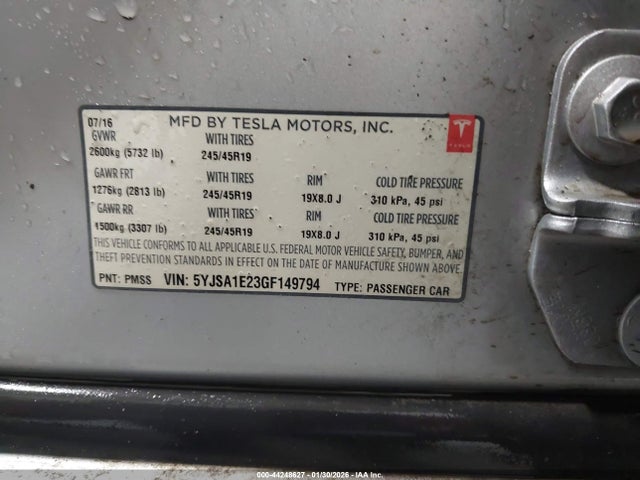 07/16 MFD BY TESLA MOTORS, INC.
GVWR WITH TIRES
2600kg (5732 lb) 245/45R19
TESLA
GAWR FRT WITH TIRES RIM COLD TIRE PRESSURE
1276kg (2813 lb) 245/45R19 19X8.0 J 310 kPa, 45 psi
GAWR RR WITH TIRES RIM COLD TIRE PRESSURE
1500kg (3307 lb) 245/45R19 19X8.0 J 310 kPa, 45 psi
THIS VEHICLE CONFORMS TO ALL APPLICABLE U.S. FEDERAL MOTOR VEHICLE SAFETY, BUMPER, AND
THEFT PREVENTION STANDARDS IN EFFECT ON THE DATE OF MANUFACTURE SHOWN ABOVE.
PNT: PMSS VIN: 5YJSA1E23GF149794 TYPE: PASSENGER CAR
000-44248627 - 01/30/2026 - IAA Corp.